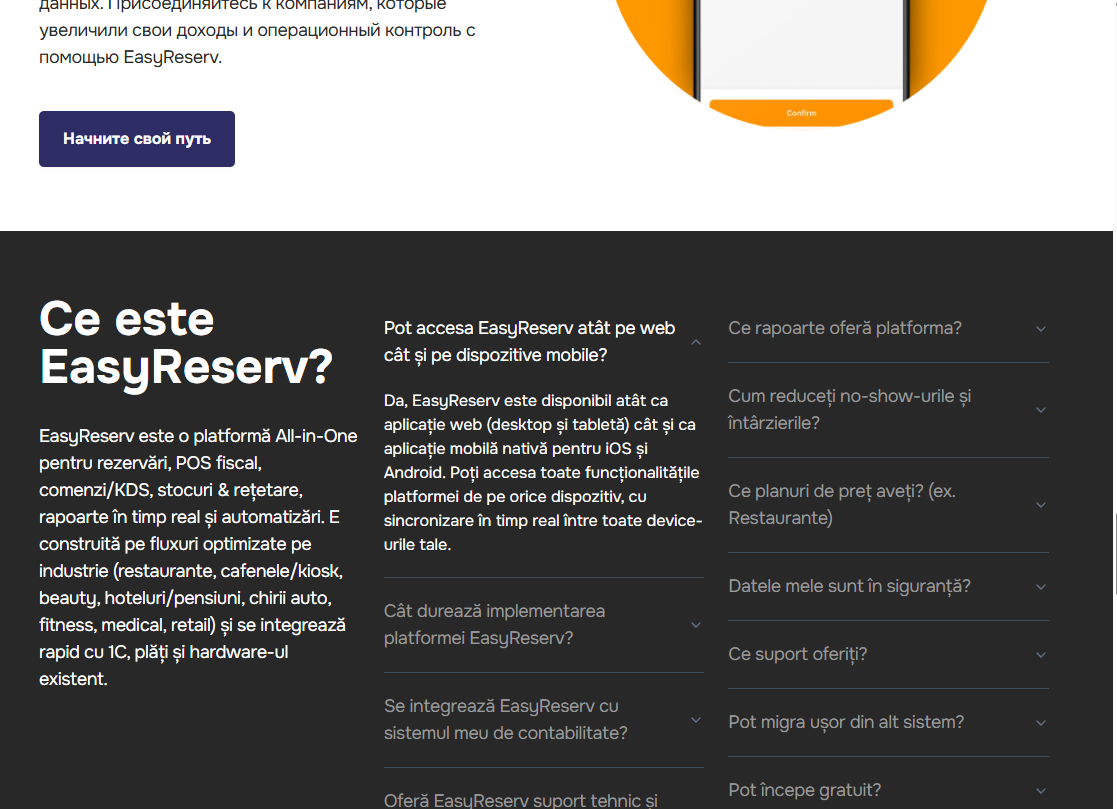 данных. Присоединяйтесь к компаниям, которые
увеличили свои доходы и операционный контроль с
помощью EasyReserv.
Начните свой путь
Confirm
Ce este
EasyReserv?
EasyReserv este o platformă All-in-One
pentru rezervări, POS fiscal,
comenzi/KDS, stocuri & rețetare,
rapoarte în timp real și automatizări. E
construită pe fluxuri optimizate pe
industrie (restaurante, cafenele/kiosk,
beauty, hoteluri/pensiuni, chirii auto,
fitness, medical, retail) și se integrează
rapid cu 1C, plăți și hardware-ul
existent.
Pot accesa EasyReserv atât pe web
cât și pe dispozitive mobile?
Da, EasyReserv este disponibil atât ca
aplicație web (desktop și tabletă) cât și ca
aplicație mobilă nativă pentru iOS și
Android. Poți accesa toate funcționalitățile
platformei de pe orice dispozitiv, cu
sincronizare în timp real între toate device-
urile tale.
Cât durează implementarea
platformei EasyReserv?
Se integrează EasyReserv cu
sistemul meu de contabilitate?
Oferă EasyReserv suport tehnic și
Ce rapoarte oferă platforma?
Cum reduceți no-show-urile și
întârzierile?
Ce planuri de preț aveți? (ex.
Restaurante)
Datele mele sunt în siguranță?
Ce suport oferiți?
Pot migra ușor din alt sistem?
Pot începe gratuit?